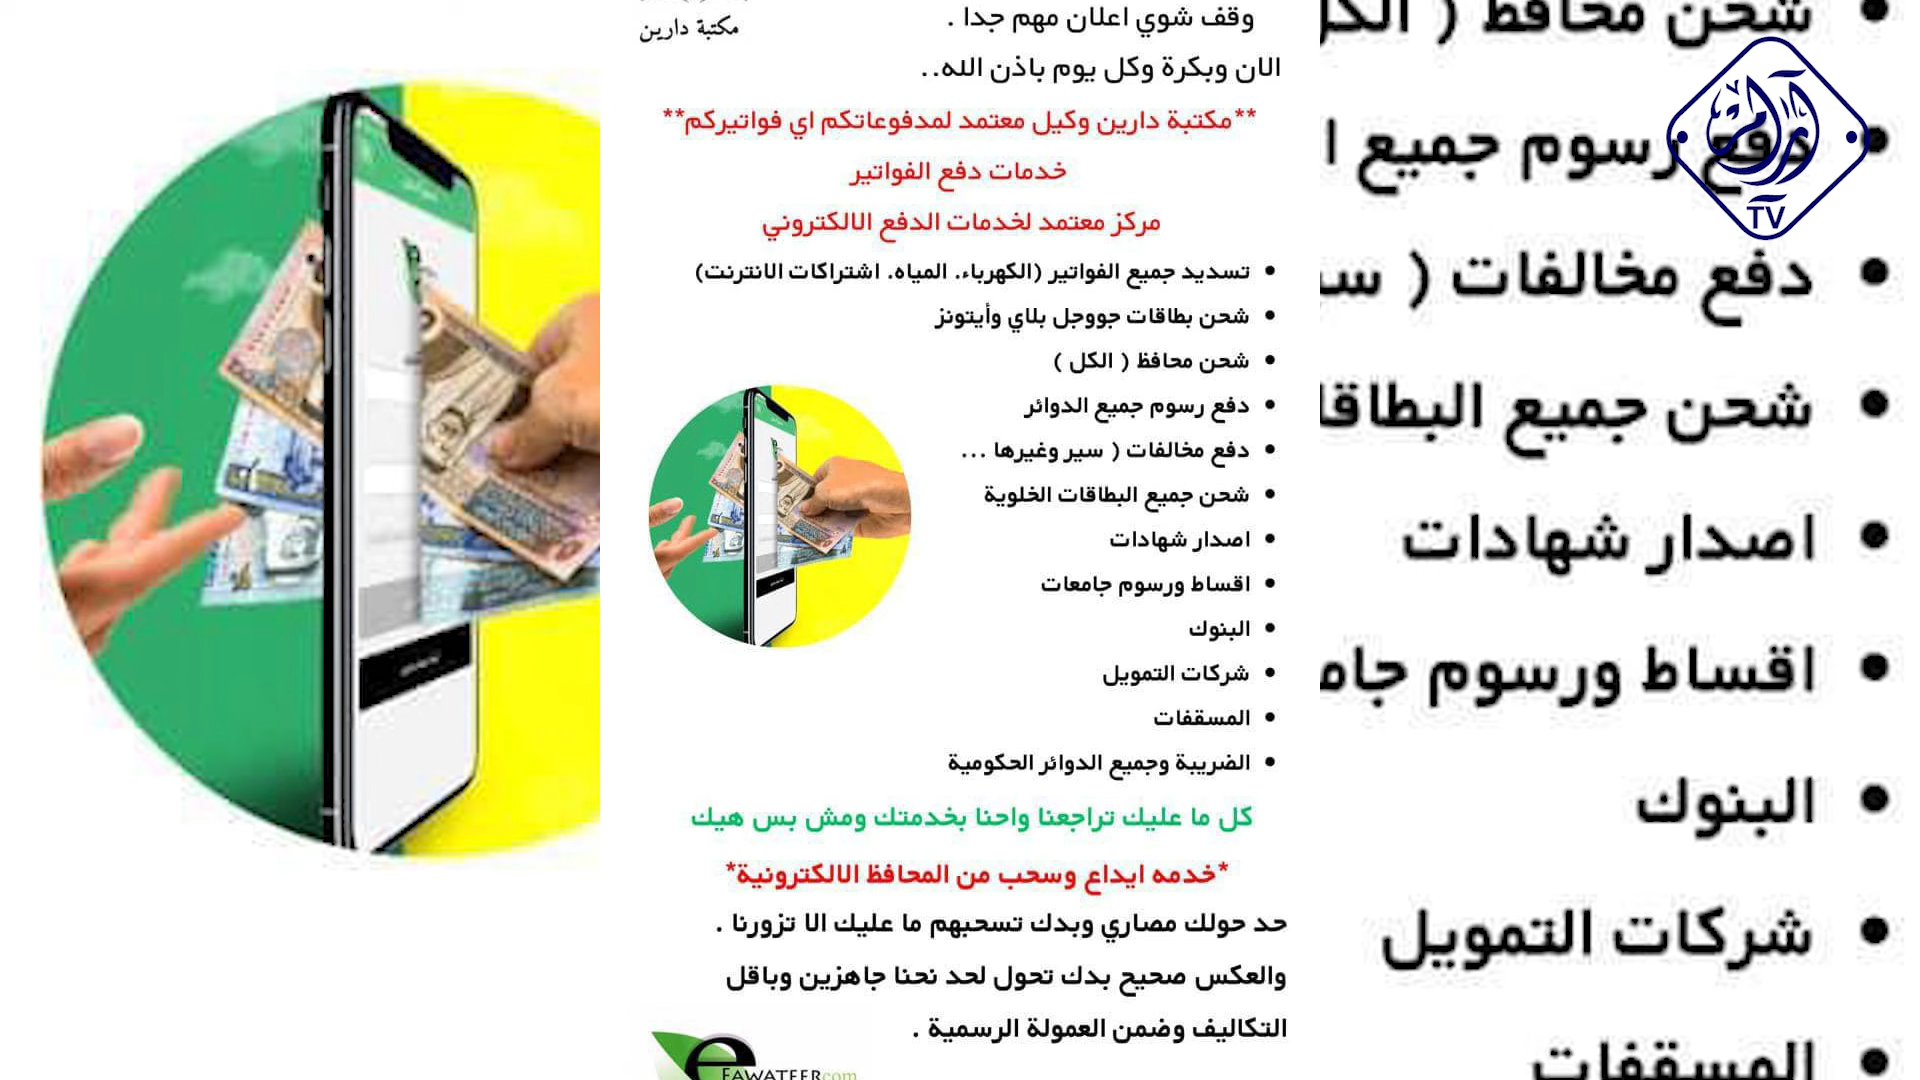 مكتبة دارين
وقف شوي اعلان مهم جدا .
الان وبكرة وكل يوم باذن الله..
**مكتبة دارين وكيل معتمد لمدفوعاتكم اي فواتيركم**
خدمات دفع الفواتير
مركز معتمد لخدمات الدفع الالكتروني
• تسديد جميع الفواتير (الكهرباء، المياه، اشتراكات الانترنت)
• شحن بطاقات جووجل بلاي وأيتونز
• شحن محافظ ( الكل )
• دفع رسوم جميع الدوائر
• دفع مخالفات ( سير وغيرها ...
• شحن جميع البطاقات الخلوية
• اصدار شهادات
• اقساط ورسوم جامعات
• البنوك
• شركات التمويل
• المسقفات
• الضريبة وجميع الدوائر الحكومية
كل ما عليك تراجعنا واحنا بخدمتك ومش بس هيك
*خدمه ايداع وسحب من المحافظ الالكترونية*
حد حولك مصاري وبدك تسحبهم ما عليك الا تزورنا .
والعكس صحيح بدك تحول لحد نحنا جاهزين وباقل
التكاليف وضمن العمولة الرسمية .
eFAWATEERcom
• شحن محافظ ( الكل
• دفع رسوم جميع ا
• دفع مخالفات ( س
• شحن جميع البطاقا
• اصدار شهادات
• اقساط ورسوم جام
• البنوك
• شركات التمويل
• المسقفات
آرام
TV